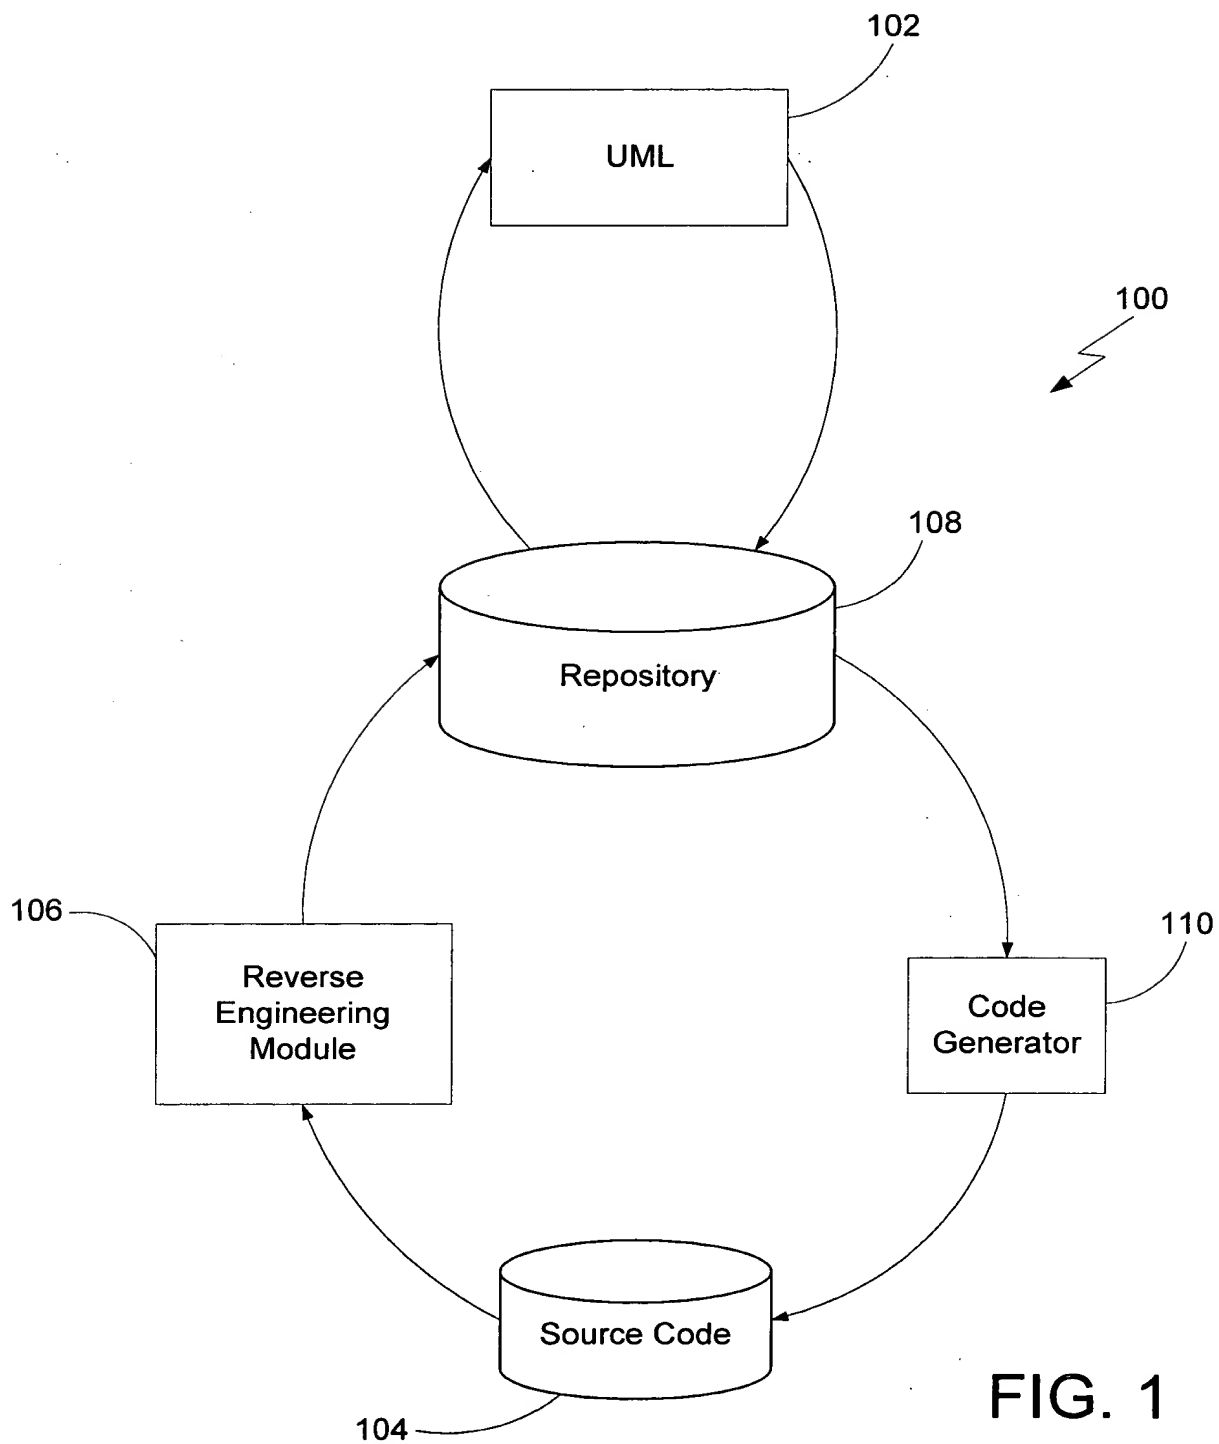 102
UML
100
108
Repository
106
110
Reverse
Engineering
Module
Code
Generator
Source Code
FIG. 1
104